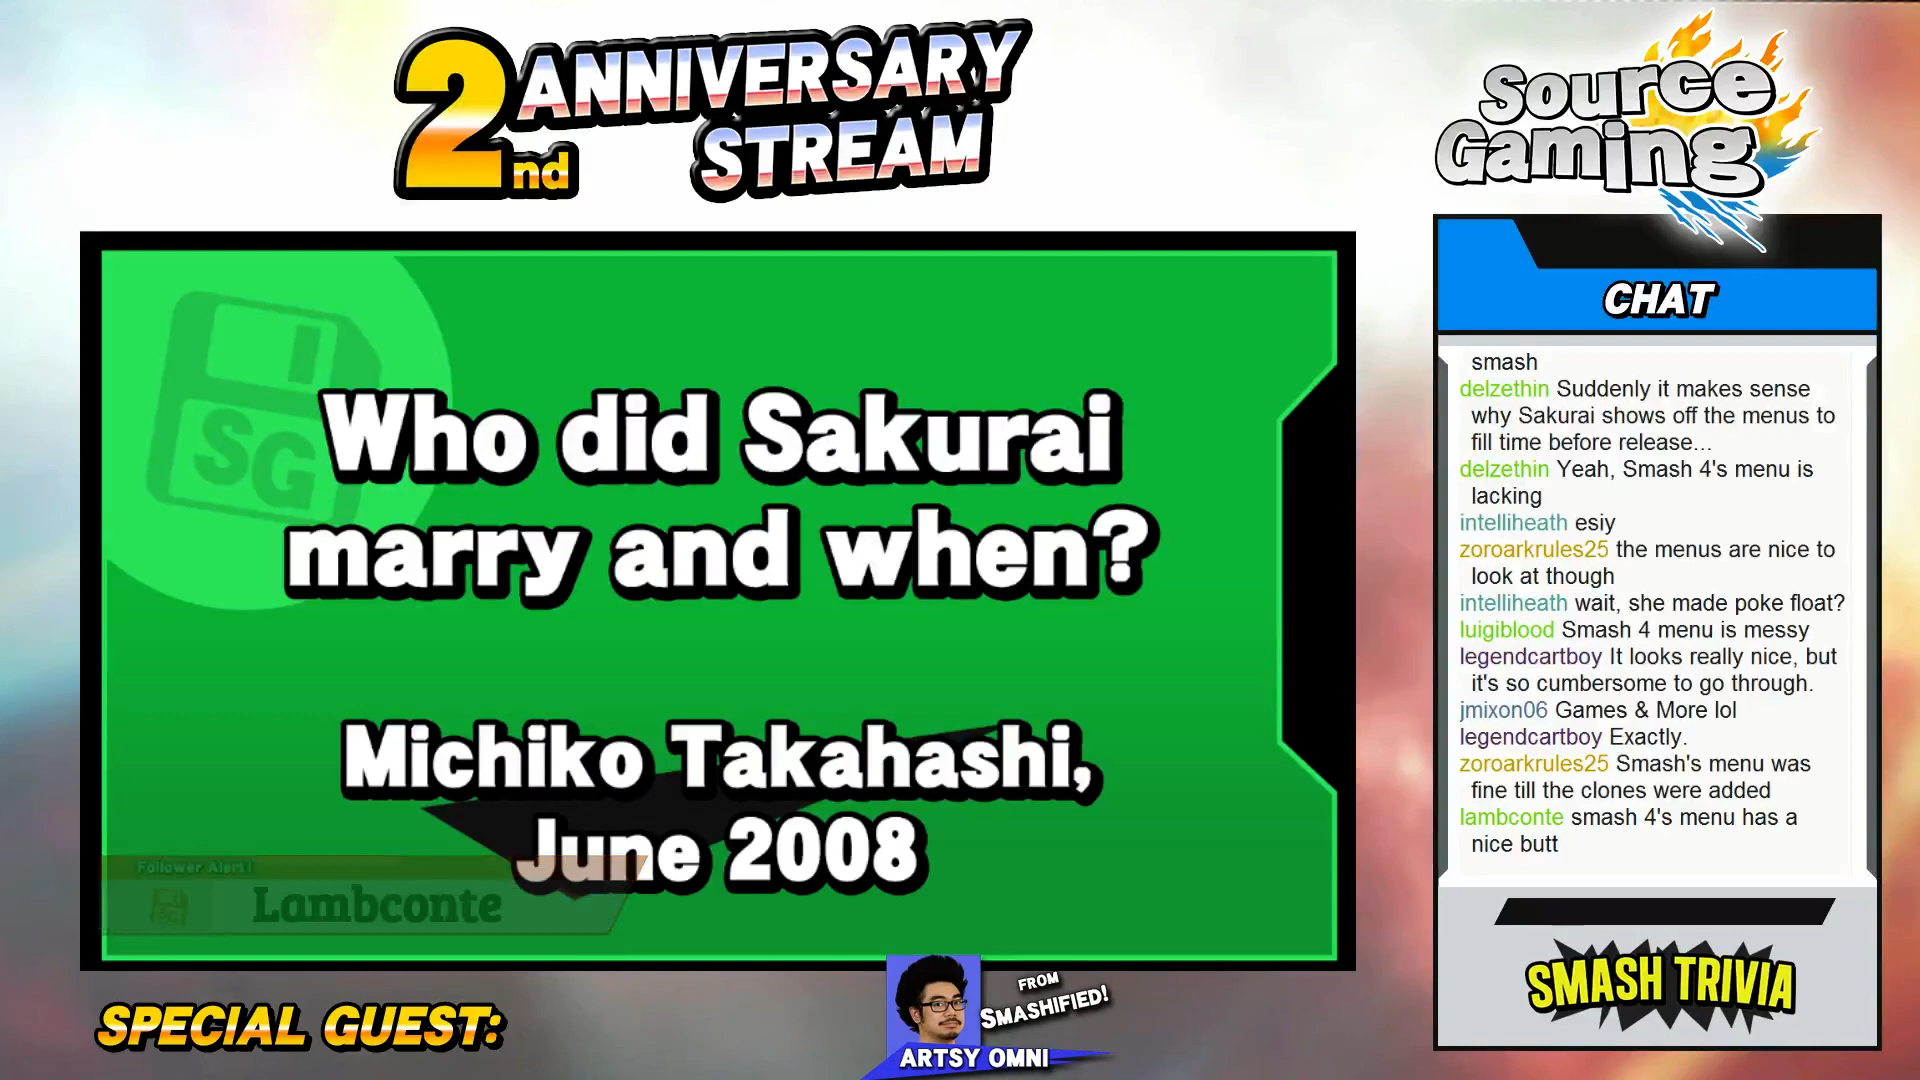 2nd ANNIVERSARY
STREAM
Source
Gaming
SG
Who did Sakurai
marry and when?
Michiko Takahashi,
June 2008
Follower Alert!
SG
Lambconte
SPECIAL GUEST:
FROM
SMASHIFIED!
ARTSY OMNI
CHAT
smash
delzethin Suddenly it makes sense
why Sakurai shows off the menus to
fill time before release...
delzethin Yeah, Smash 4's menu is
lacking
intelliheath esiy
zoroarkrules25 the menus are nice to
look at though
intelliheath wait, she made poke float?
luigiblood Smash 4 menu is messy
legendcartboy It looks really nice, but
it's so cumbersome to go through.
jmixon06 Games & More lol
legendcartboy Exactly.
zoroarkrules25 Smash's menu was
fine till the clones were added
lambconte smash 4's menu has a
nice butt
SMASH TRIVIA